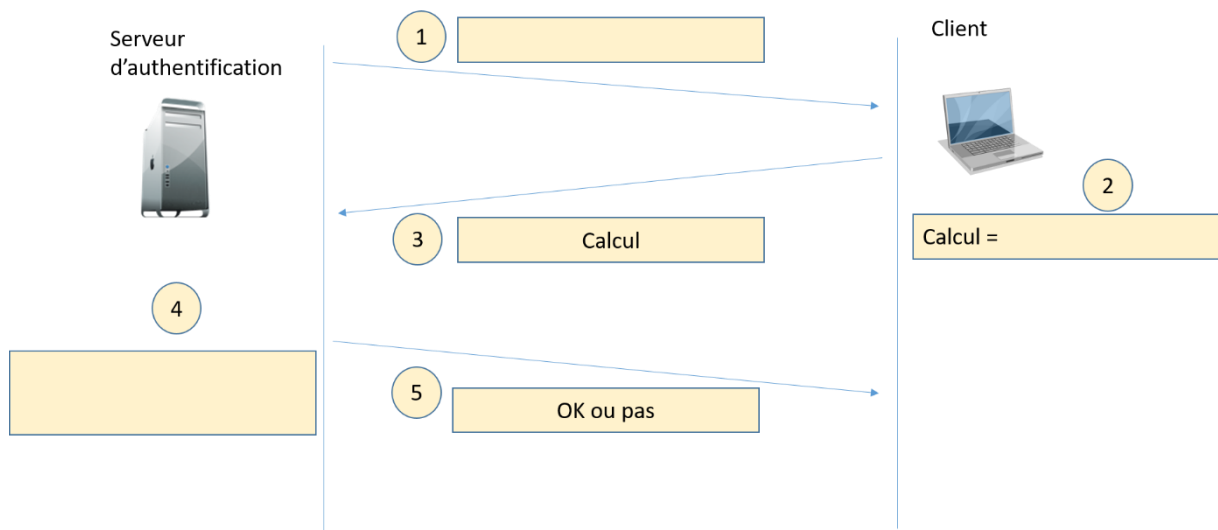 Serveur
d'authentification
1
Client
2
Calcul =
3
Calcul
4
5
OK ou pas